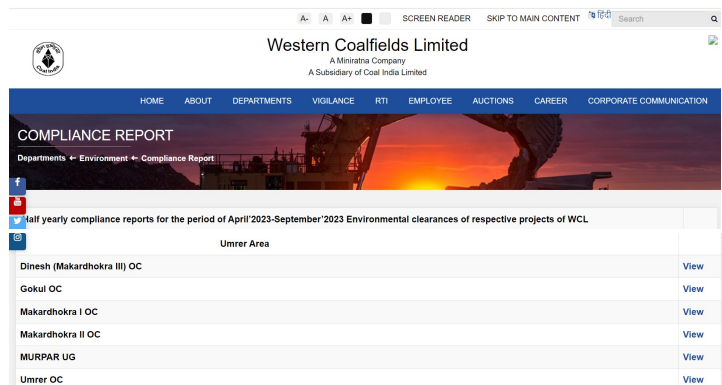 A- A A+ SCREEN READER SKIP TO MAIN CONTENT हिंदी Search
Western Coalfields Limited
A Miniratna Company
A Subsidiary of Coal India Limited
Coal India
HOME ABOUT DEPARTMENTS VIGILANCE RTI EMPLOYEE AUCTIONS CAREER CORPORATE COMMUNICATION
COMPLIANCE REPORT
Departments ← Environment ← Compliance Report
Half yearly compliance reports for the period of April'2023-September'2023 Environmental clearances of respective projects of WCL
Umrer Area
Dinesh (Makardhokra III) OC View
Gokul OC View
Makardhokra I OC View
Makardhokra II OC View
MURPAR UG View
Umrer OC View